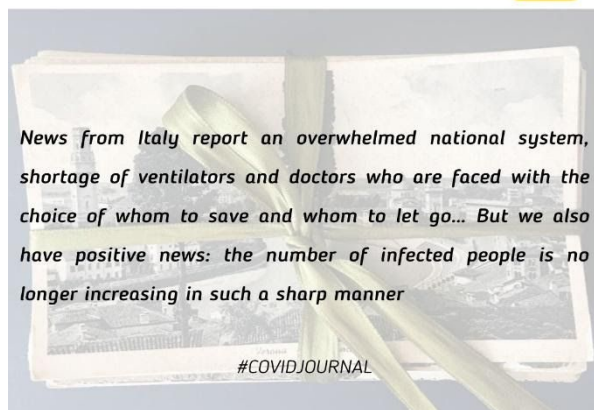 News from Italy report an overwhelmed national system,
shortage of ventilators and doctors who are faced with the
choice of whom to save and whom to let go... But we also
have positive news: the number of infected people is no
longer increasing in such a sharp manner
#COVIDJOURNAL